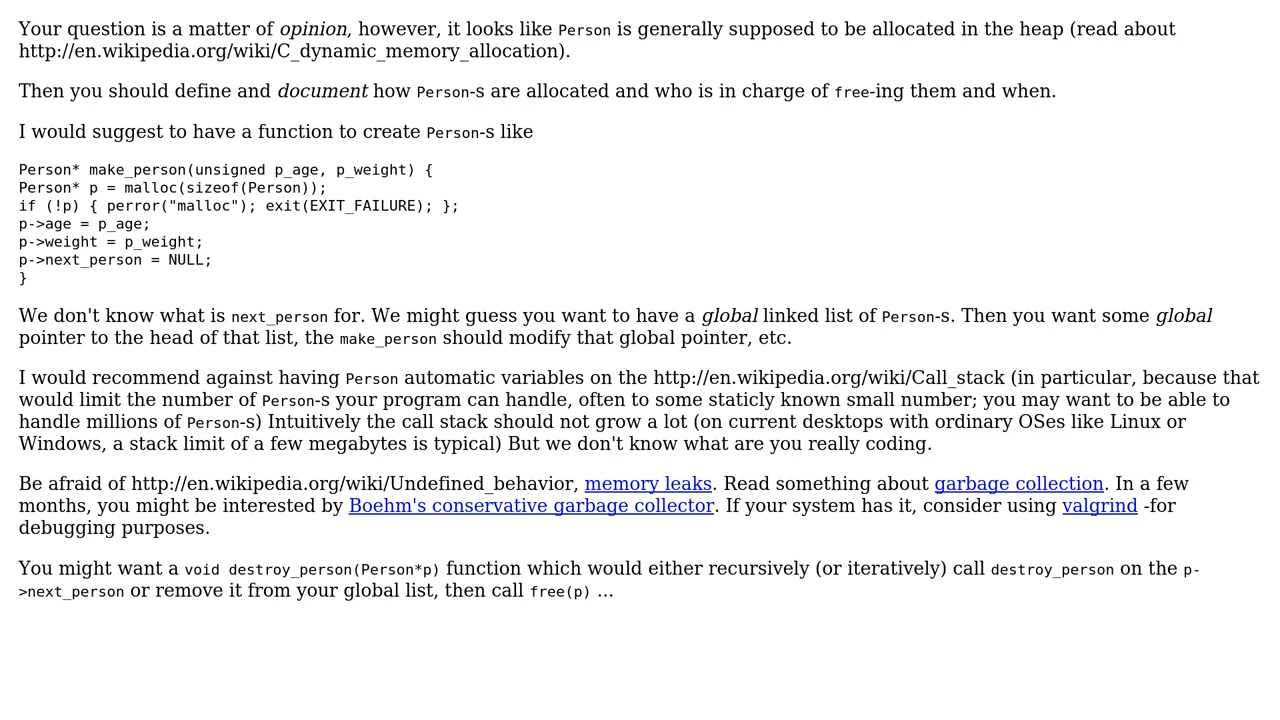 Your question is a matter of opinion, however, it looks like Person is generally supposed to be allocated in the heap (read about
http://en.wikipedia.org/wiki/C_dynamic_memory_allocation).
Then you should define and document how Person-s are allocated and who is in charge of free-ing them and when.
I would suggest to have a function to create Person-s like
Person* make_person(unsigned p_age, p_weight) {
Person* p = malloc(sizeof(Person));
if (!p) { perror("malloc"); exit(EXIT_FAILURE); };
p->age = p_age;
p->weight = p_weight;
p->next_person = NULL;
}
We don't know what is next_person for. We might guess you want to have a global linked list of Person-s. Then you want some global
pointer to the head of that list, the make_person should modify that global pointer, etc.
I would recommend against having Person automatic variables on the http://en.wikipedia.org/wiki/Call_stack (in particular, because that
would limit the number of Person-s your program can handle, often to some staticly known small number; you may want to be able to
handle millions of Person-s) Intuitively the call stack should not grow a lot (on current desktops with ordinary OSes like Linux or
Windows, a stack limit of a few megabytes is typical) But we don't know what are you really coding.
Be afraid of http://en.wikipedia.org/wiki/Undefined_behavior, memory leaks. Read something about garbage collection. In a few
months, you might be interested by Boehm's conservative garbage collector. If your system has it, consider using valgrind -for
debugging purposes.
You might want a void destroy_person(Person*p) function which would either recursively (or iteratively) call destroy_person on the p-
>next_person or remove it from your global list, then call free(p) ...